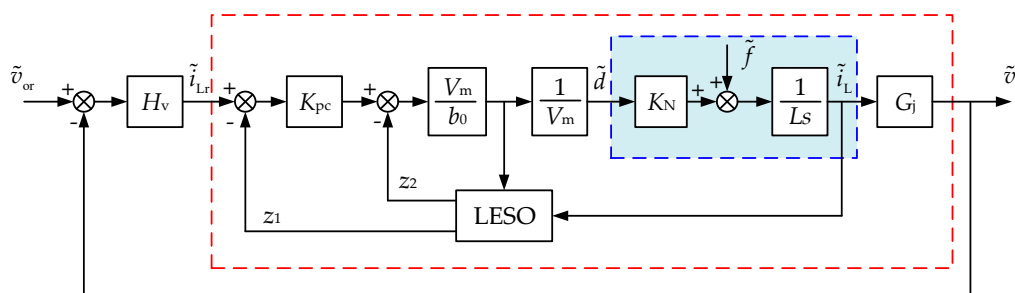 ṽor
+
-
Hv
ĩLr
+
-
Kpc
+
-
Vm
b0
1
Vm
d̃
KN
+
+
f̃
1
Ls
ĩL
Gj
ṽ
z2
z1
LESO